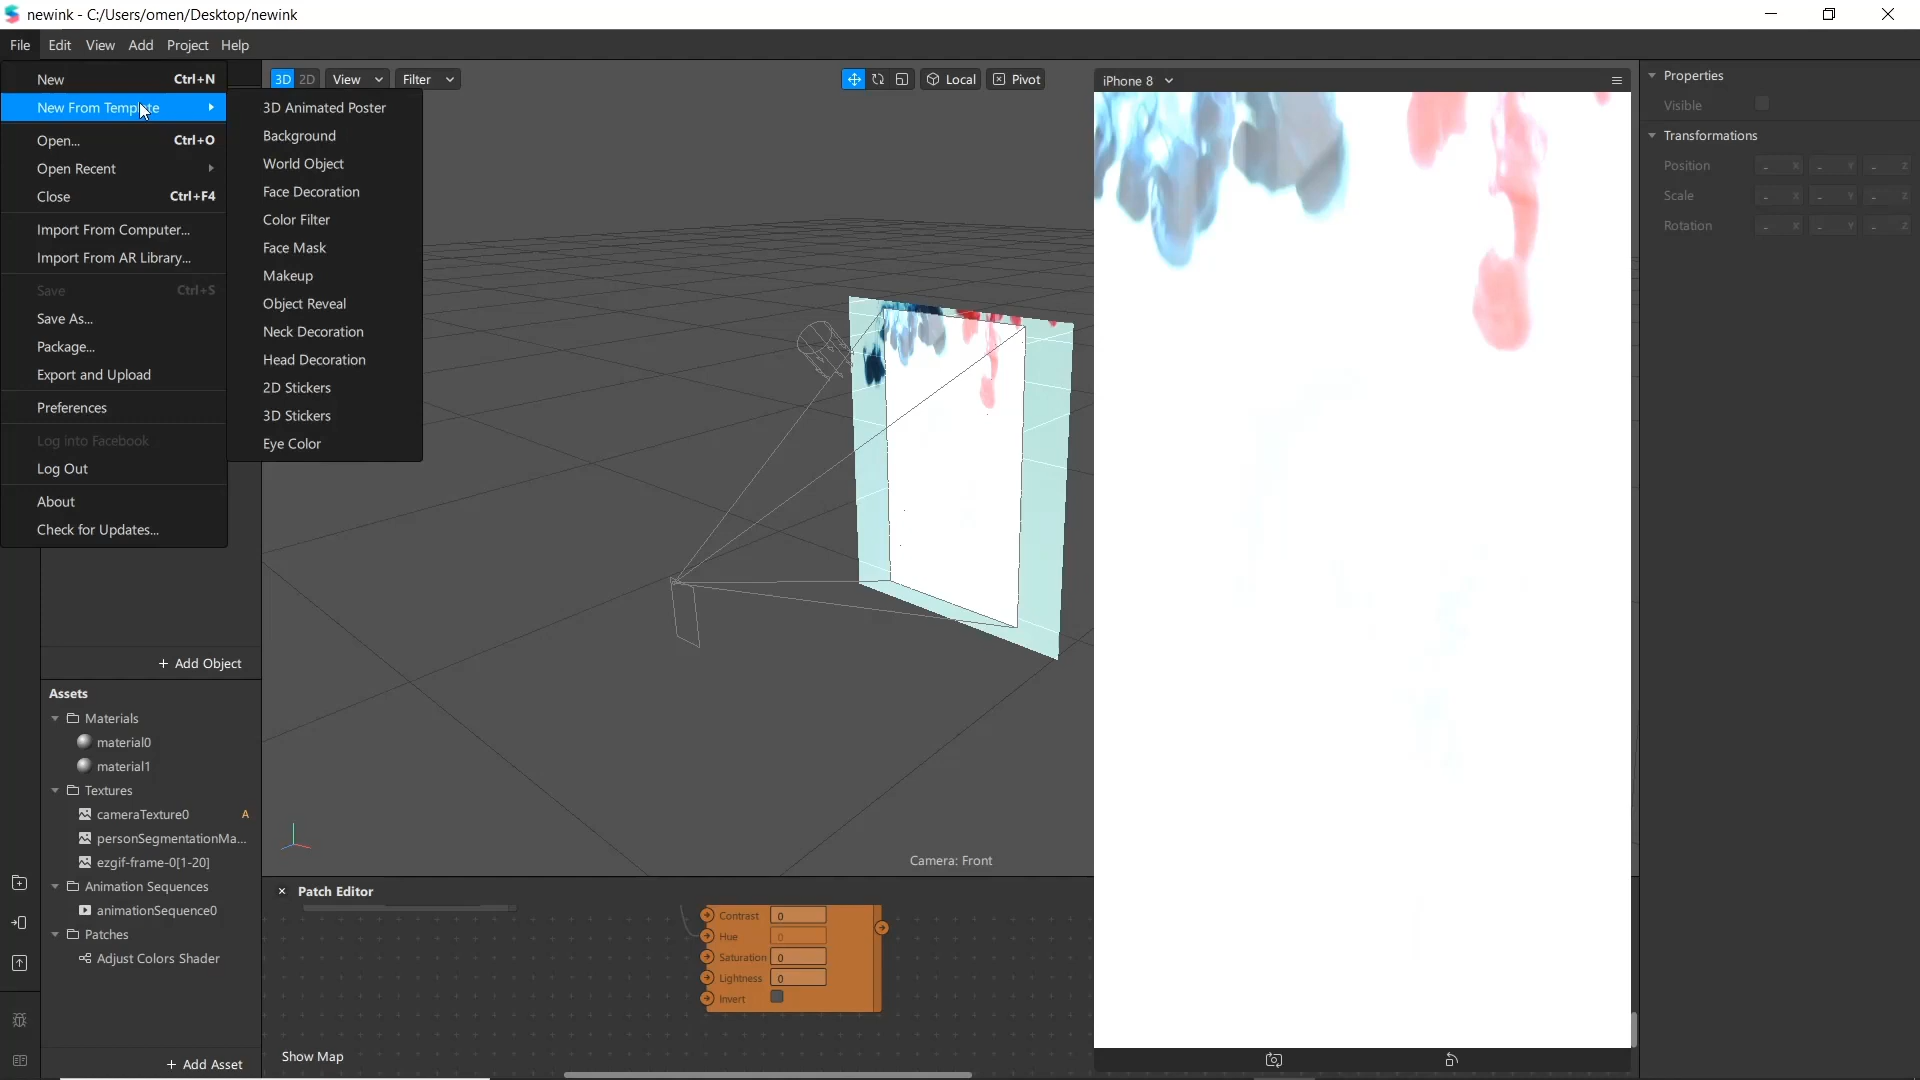 newink - C:/Users/omen/Desktop/newink
File Edit View Add Project Help
New Ctrl+N
New From Template
Open... Ctrl+O
Open Recent
Close Ctrl+F4
Import From Computer...
Import From AR Library...
Save Ctrl+S
Save As...
Package...
Export and Upload
Preferences
Log into Facebook
Log Out
About
Check for Updates...
3D Animated Poster
Background
World Object
Face Decoration
Color Filter
Face Mask
Makeup
Object Reveal
Neck Decoration
Head Decoration
2D Stickers
3D Stickers
Eye Color
3D 2D View Filter Local Pivot
iPhone 8
Properties
Visible
Transformations
Position - X - Y - Z
Scale - X - Y - Z
Rotation - X - Y - Z
+ Add Object
Assets
Materials
material0
material1
Textures
cameraTexture0 A
personSegmentationMa...
ezgif-frame-0[1-20]
Animation Sequences
animationSequence0
Patches
Adjust Colors Shader
+ Add Asset
Camera: Front
Patch Editor
Contrast 0
Hue 0
Saturation 0
Lightness 0
Invert
Show Map